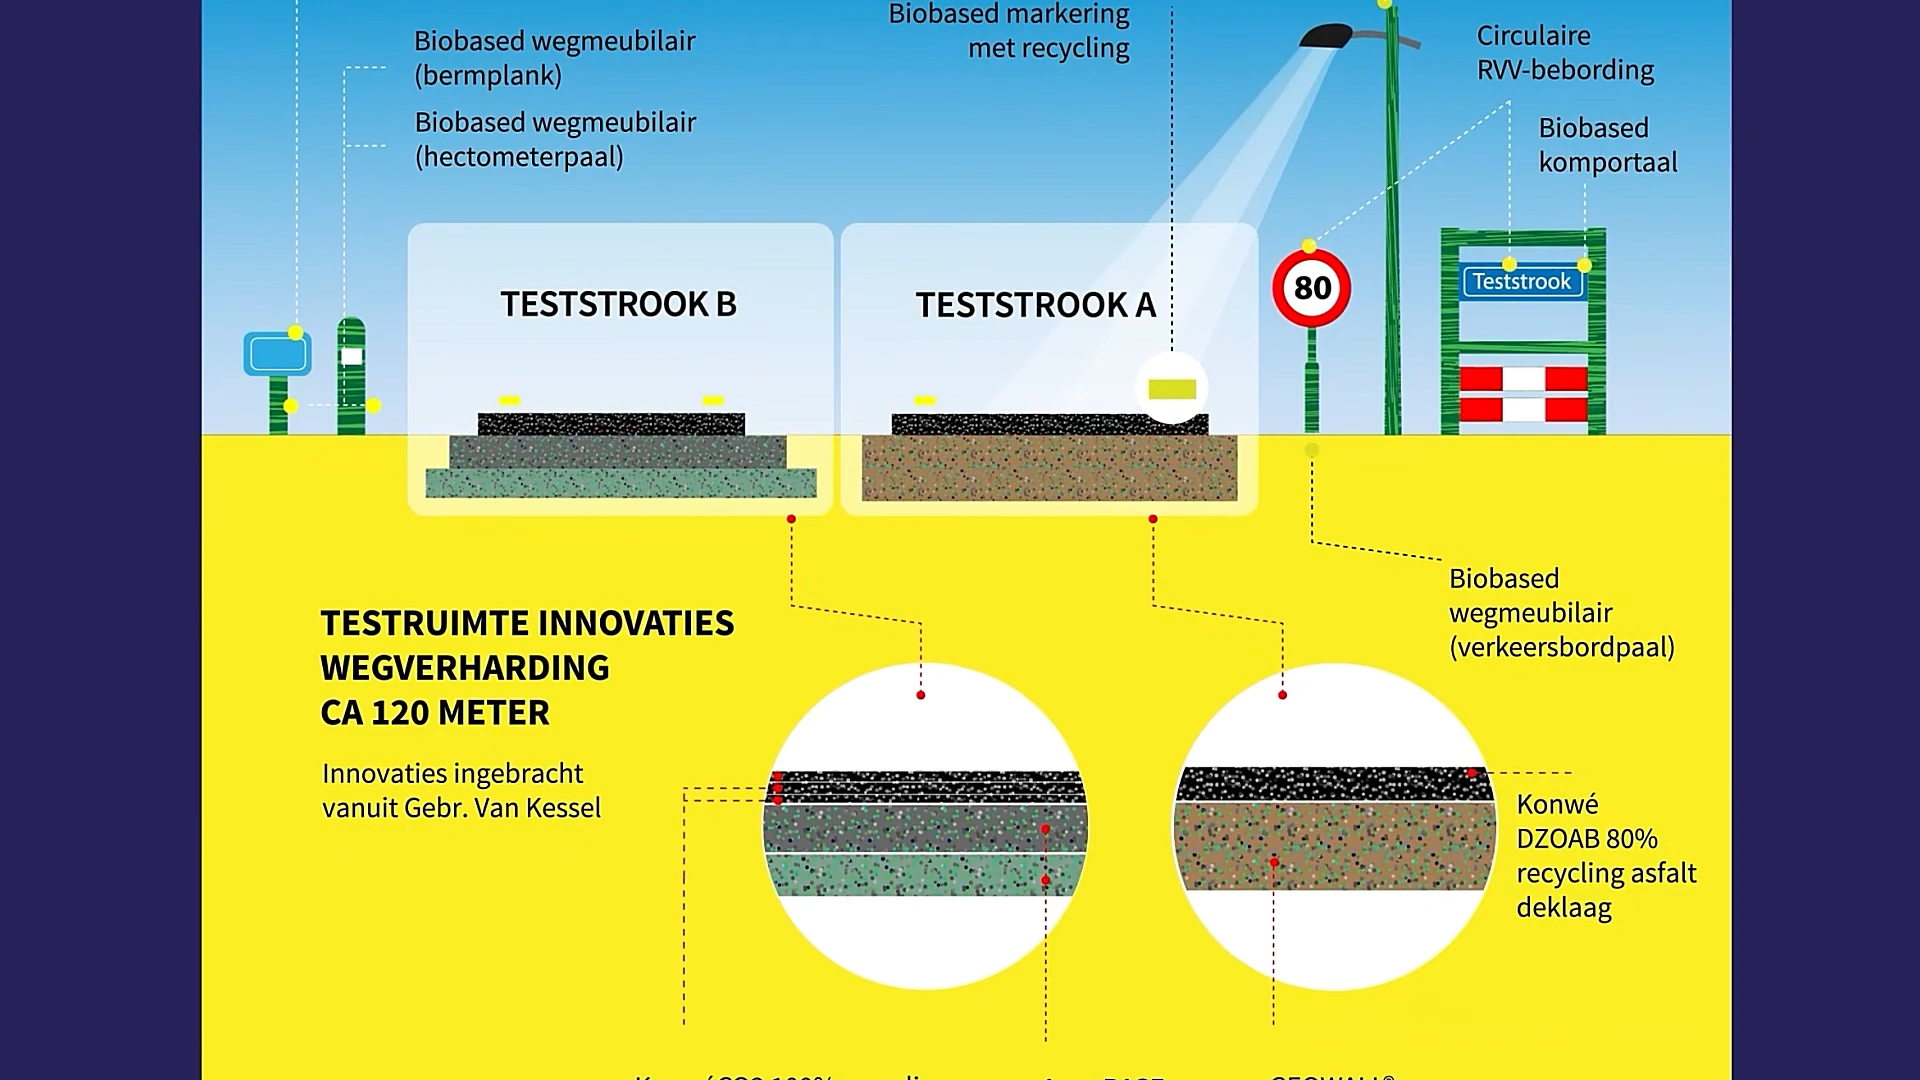 Biobased wegmeubilair
(bermplank)
Biobased wegmeubilair
(hectometerpaal)
Biobased markering
met recycling
Circulaire
RVV-bebording
Biobased
komportaal
TESTSTROOK B
TESTSTROOK A
80
Teststrook
Biobased
wegmeubilair
(verkeersbordpaal)
TESTRUIMTE INNOVATIES
WEGVERHARDING
CA 120 METER
Innovaties ingebracht
vanuit Gebr. Van Kessel
Konwé
DZOAB 80%
recycling asfalt
deklaag